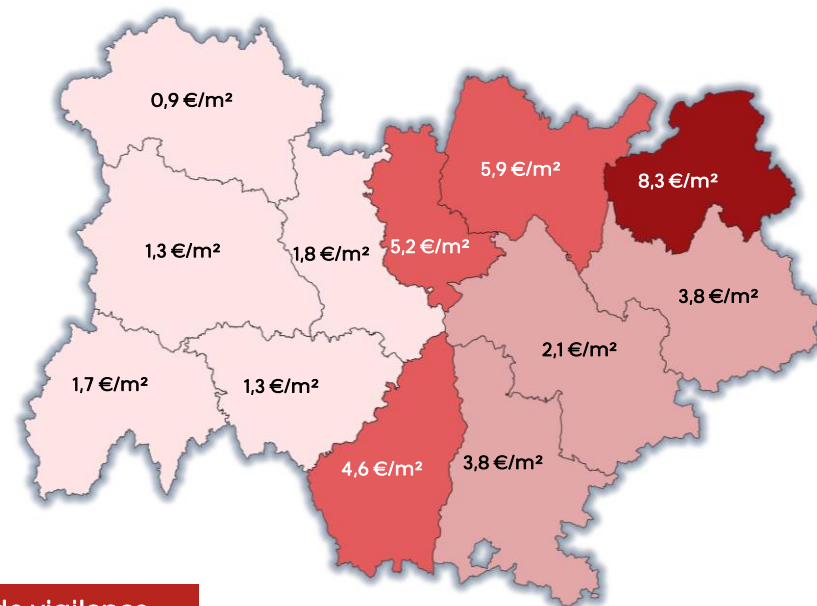 0,9 €/m²
5,9 €/m²
8,3 €/m²
1,3 €/m²
1,8 €/m²
5,2 €/m²
3,8 €/m²
2,1 €/m²
1,7 €/m²
1,3 €/m²
4,6 €/m²
3,8 €/m²